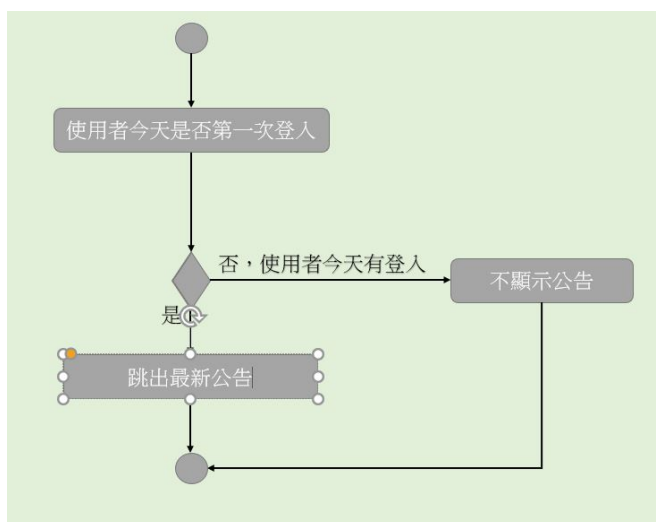 使用者今天是否第一次登入
否，使用者今天有登入
不顯示公告
是
跳出最新公告